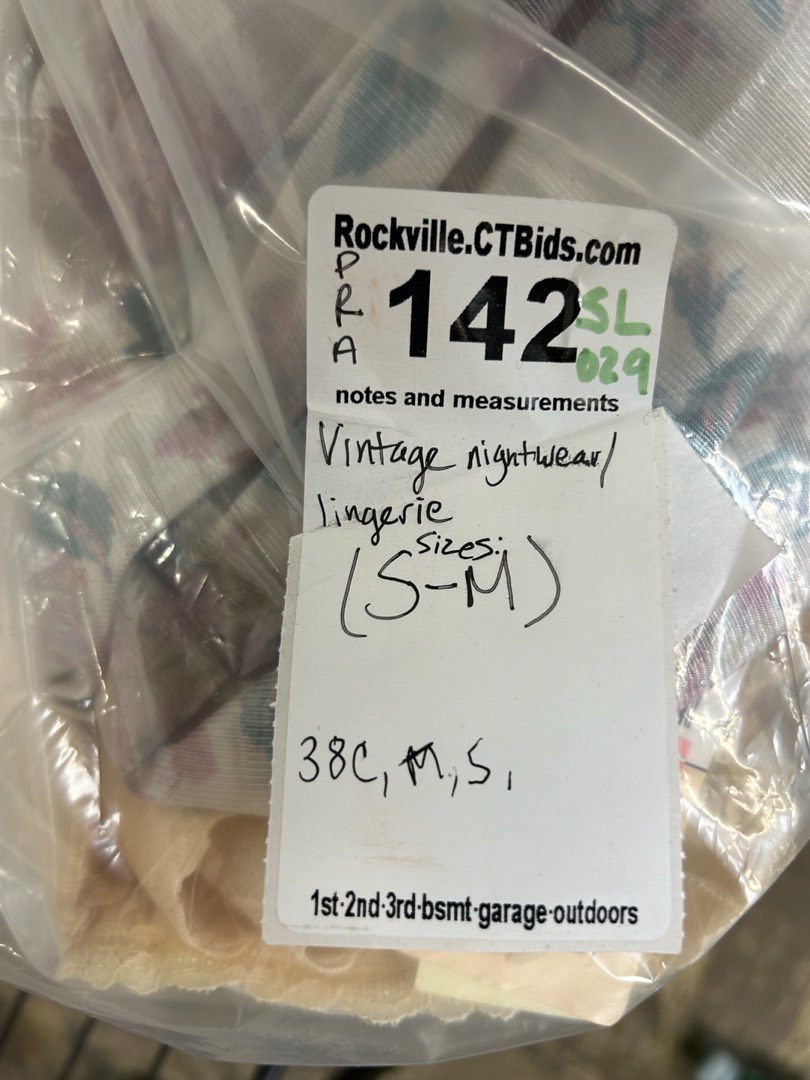 Rockville.CTBids.com
P
R
A
142
SL
029
notes and measurements
Vintage nightwear/
lingerie
sizes:
(S-M)
38C, M, S,
1st·2nd·3rd·bsmt·garage·outdoors